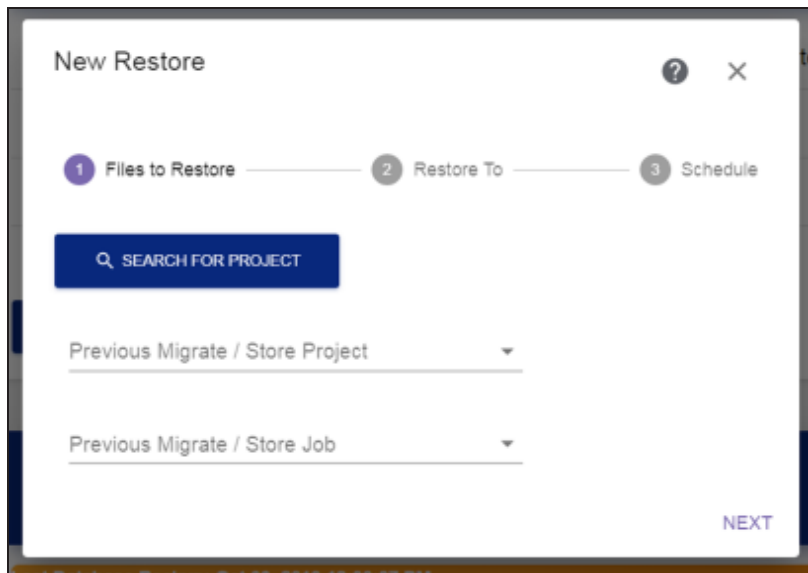 New Restore
1 Files to Restore 2 Restore To 3 Schedule
SEARCH FOR PROJECT
Previous Migrate / Store Project
Previous Migrate / Store Job
NEXT